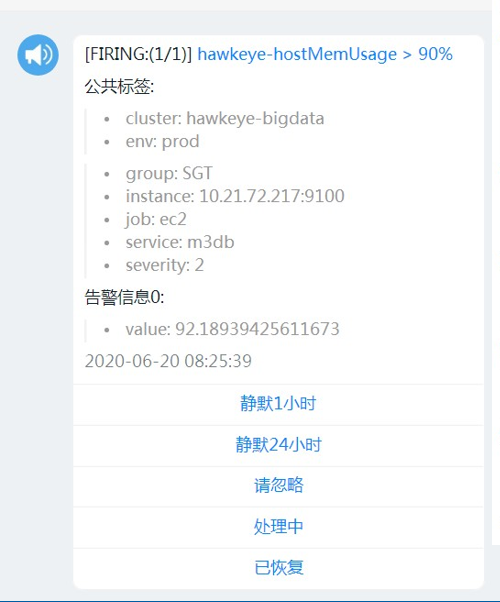 [FIRING:(1/1)] hawkeye-hostMemUsage > 90%
公共标签:
• cluster: hawkeye-bigdata
• env: prod
• group: SGT
• instance: 10.21.72.217:9100
• job: ec2
• service: m3db
• severity: 2
告警信息0:
• value: 92.18939425611673
2020-06-20 08:25:39
静默1小时
静默24小时
请忽略
处理中
已恢复